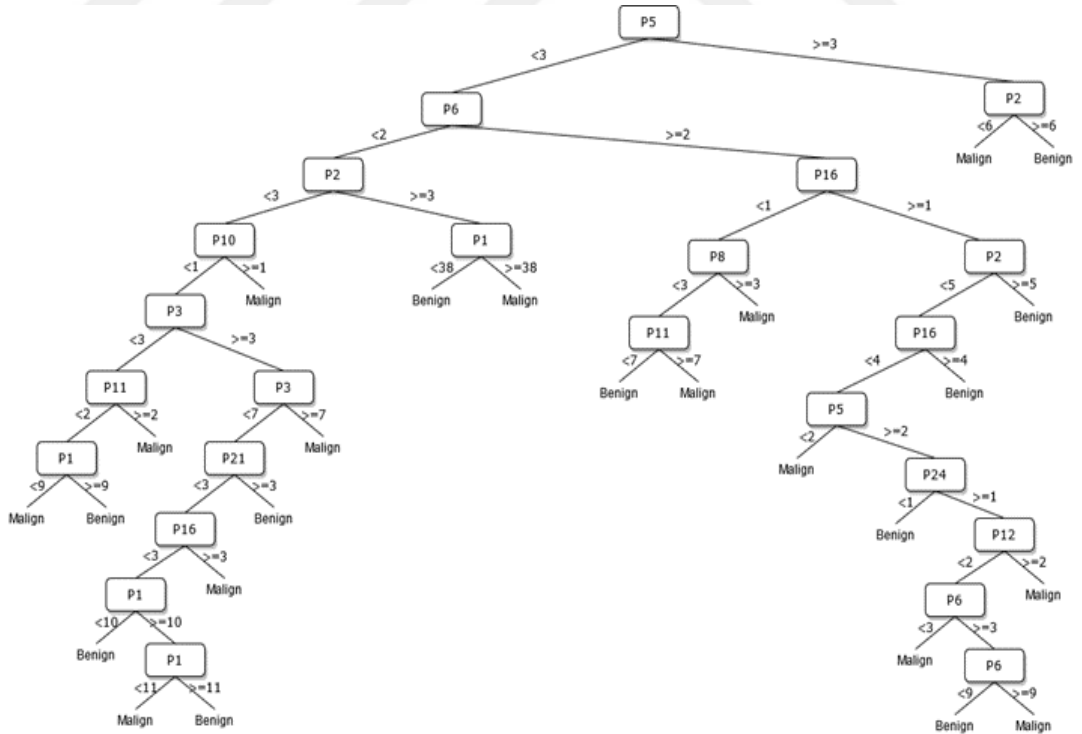 P5
<3 >=3
P6 P2
<2 >=2 <6 >=6
Malign Benign
P2 P16
<3 >=3 <1 >=1
P10 P1 P8 P2
<1 >=1 <38 >=38 <3 >=3 <5 >=5
Malign Benign Malign Malign Benign
P3 P11 P16
<3 >=3 <7 >=7 <4 >=4
P11 P3 Benign Malign Benign
<2 >=2 <7 >=7 P5
Malign Malign <2 >=2
P1 P21 Malign P24
<9 >=9 <3 >=3 <1 >=1
Malign Benign Benign Benign
P16 P12
<3 >=3 <2 >=2
Malign Malign
P1 P6
<10 >=10 <3 >=3
Benign P1 Malign P6
<11 >=11 <9 >=9
Malign Benign Benign Malign